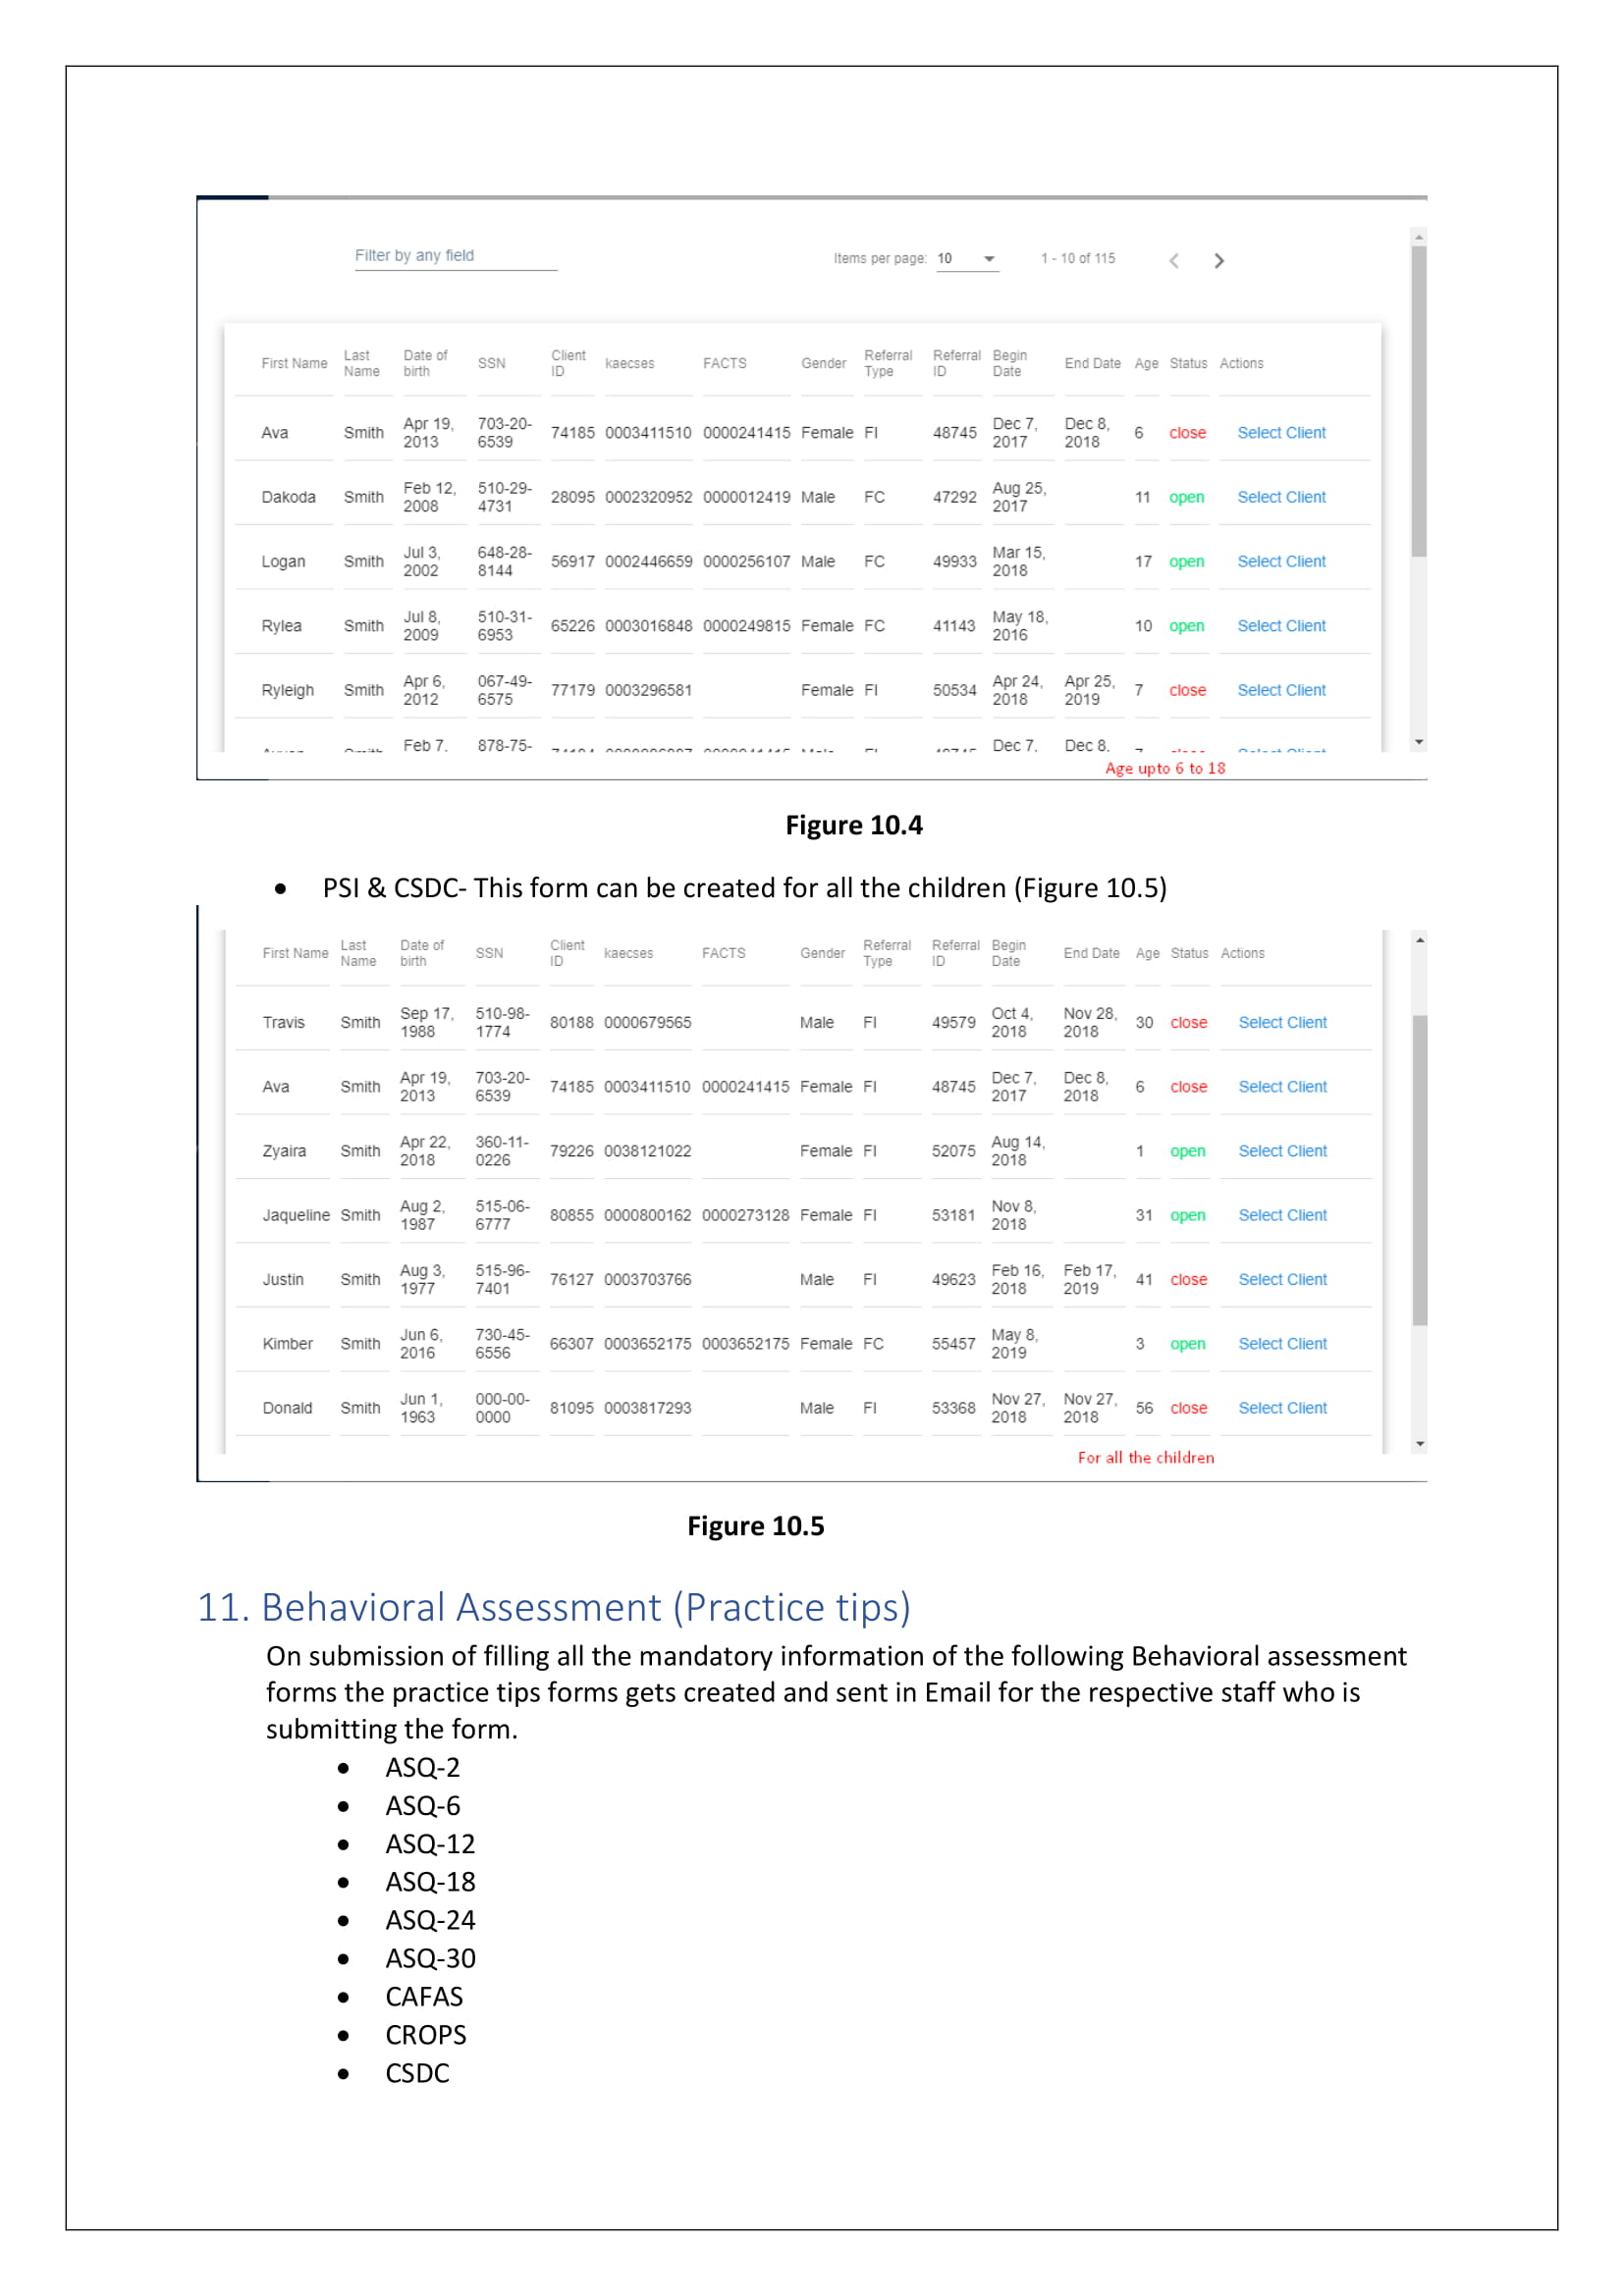 Filter by any field Items per page: 10 1 - 10 of 115
First Name Last Name Date of birth SSN Client ID kaecses FACTS Gender Referral Type Referral ID Begin Date End Date Age Status Actions
Ava Smith Apr 19, 2013 703-20-6539 74185 0003411510 0000241415 Female FI 48745 Dec 7, 2017 Dec 8, 2018 6 close Select Client
Dakoda Smith Feb 12, 2008 510-29-4731 28095 0002320952 0000012419 Male FC 47292 Aug 25, 2017 11 open Select Client
Logan Smith Jul 3, 2002 648-28-8144 56917 0002446659 0000256107 Male FC 49933 Mar 15, 2018 17 open Select Client
Rylea Smith Jul 8, 2009 510-31-6953 65226 0003016848 0000249815 Female FC 41143 May 18, 2016 10 open Select Client
Ryleigh Smith Apr 6, 2012 067-49-6575 77179 0003296581 Female FI 50534 Apr 24, 2018 Apr 25, 2019 7 close Select Client
Smith Feb 7, 878-75- Dec 7, Dec 8, close Select Client
Age upto 6 to 18
Figure 10.4
• PSI & CSDC- This form can be created for all the children (Figure 10.5)
First Name Last Name Date of birth SSN Client ID kaecses FACTS Gender Referral Type Referral ID Begin Date End Date Age Status Actions
Travis Smith Sep 17, 1988 510-98-1774 80188 0000679565 Male FI 49579 Oct 4, 2018 Nov 28, 2018 30 close Select Client
Ava Smith Apr 19, 2013 703-20-6539 74185 0003411510 0000241415 Female FI 48745 Dec 7, 2017 Dec 8, 2018 6 close Select Client
Zyaira Smith Apr 22, 2018 360-11-0226 79226 0038121022 Female FI 52075 Aug 14, 2018 1 open Select Client
Jaqueline Smith Aug 2, 1987 515-06-6777 80855 0000800162 0000273128 Female FI 53181 Nov 8, 2018 31 open Select Client
Justin Smith Aug 3, 1977 515-96-7401 76127 0003703766 Male FI 49623 Feb 16, 2018 Feb 17, 2019 41 close Select Client
Kimber Smith Jun 6, 2016 730-45-6556 66307 0003652175 0003652175 Female FC 55457 May 8, 2019 3 open Select Client
Donald Smith Jun 1, 1963 000-00-0000 81095 0003817293 Male FI 53368 Nov 27, 2018 Nov 27, 2018 56 close Select Client
For all the children
Figure 10.5
11. Behavioral Assessment (Practice tips)
On submission of filling all the mandatory information of the following Behavioral assessment
forms the practice tips forms gets created and sent in Email for the respective staff who is
submitting the form.
• ASQ-2
• ASQ-6
• ASQ-12
• ASQ-18
• ASQ-24
• ASQ-30
• CAFAS
• CROPS
• CSDC